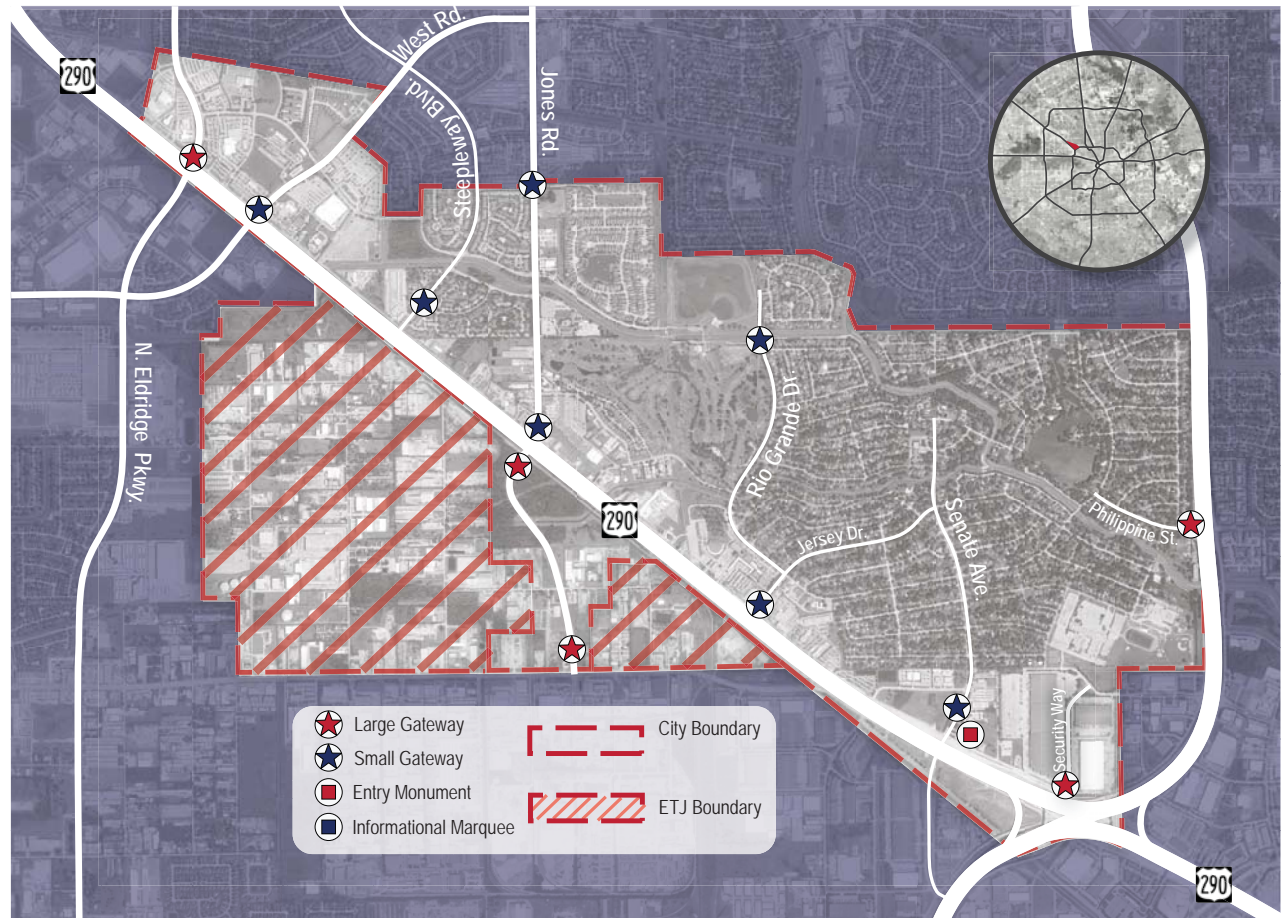 290
West Rd.
Steepleway Blvd.
Jones Rd.
N. Eldridge Pkwy.
290
Rio Grande Dr.
Jersey Dr.
Senate Ave.
Philippine St.
Security Way
290
Large Gateway
Small Gateway
Entry Monument
Informational Marquee
City Boundary
ETJ Boundary